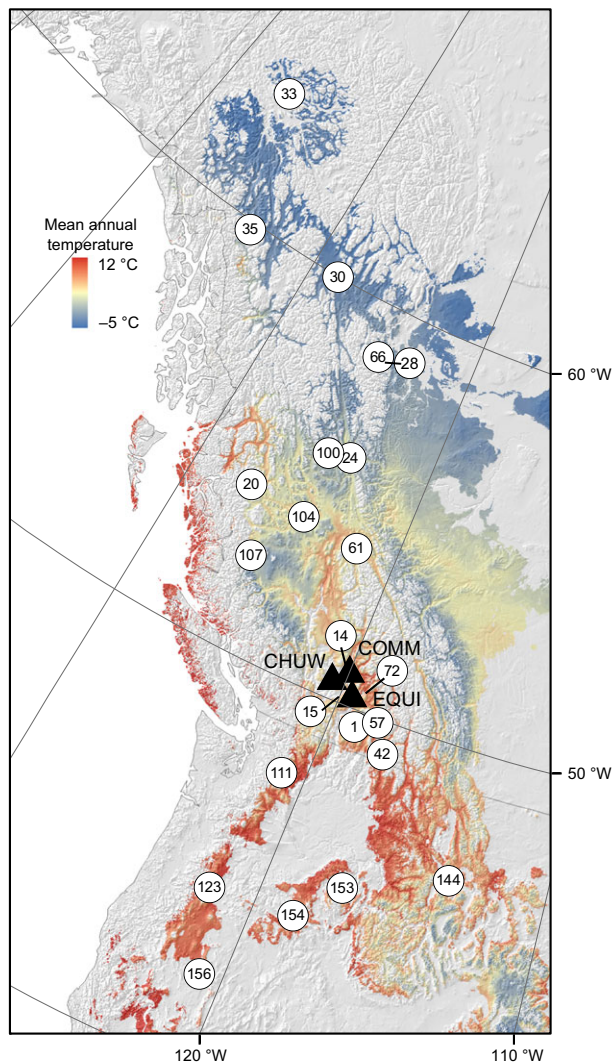 33
Mean annual
temperature
12 °C
–5 °C
35
30
66
28
60 °W
100
24
20
104
107
61
14
COMM
CHUW
72
EQUI
15
1
57
42
111
50 °W
123
153
144
154
156
120 °W
110 °W